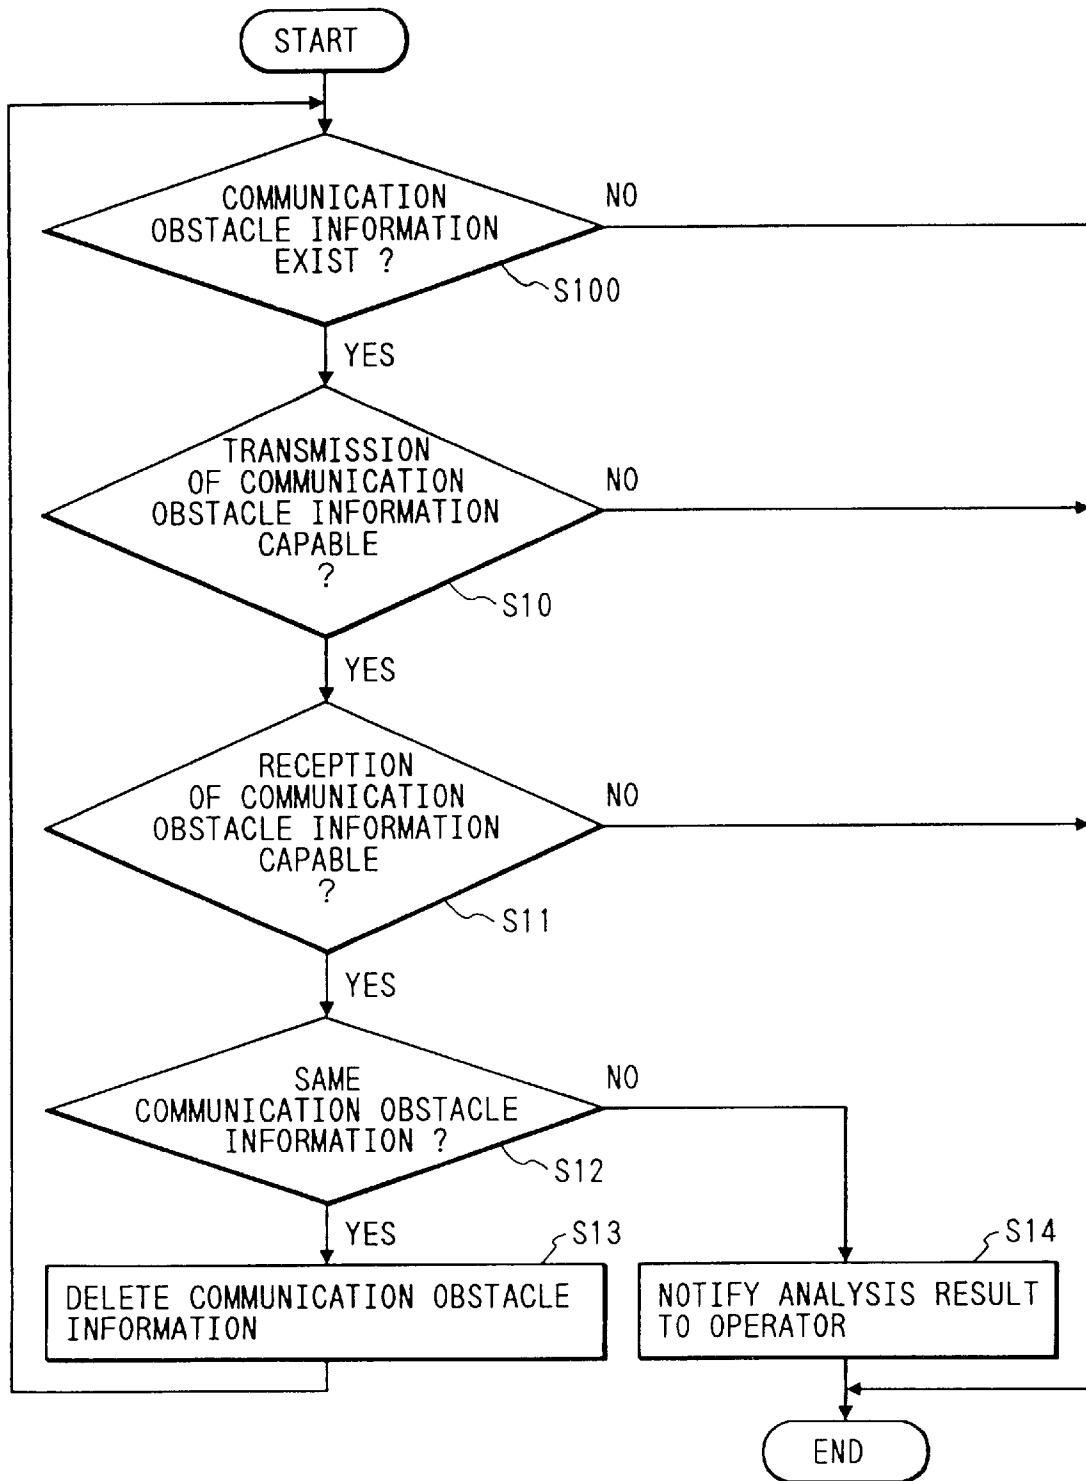 START
COMMUNICATION
OBSTACLE INFORMATION
EXIST ?
NO
S100
YES
TRANSMISSION
OF COMMUNICATION
OBSTACLE INFORMATION
CAPABLE
?
NO
S10
YES
RECEPTION
OF COMMUNICATION
OBSTACLE INFORMATION
CAPABLE
?
NO
S11
YES
SAME
COMMUNICATION OBSTACLE
INFORMATION ?
NO
S12
YES
S13
DELETE COMMUNICATION OBSTACLE
INFORMATION
S14
NOTIFY ANALYSIS RESULT
TO OPERATOR
END